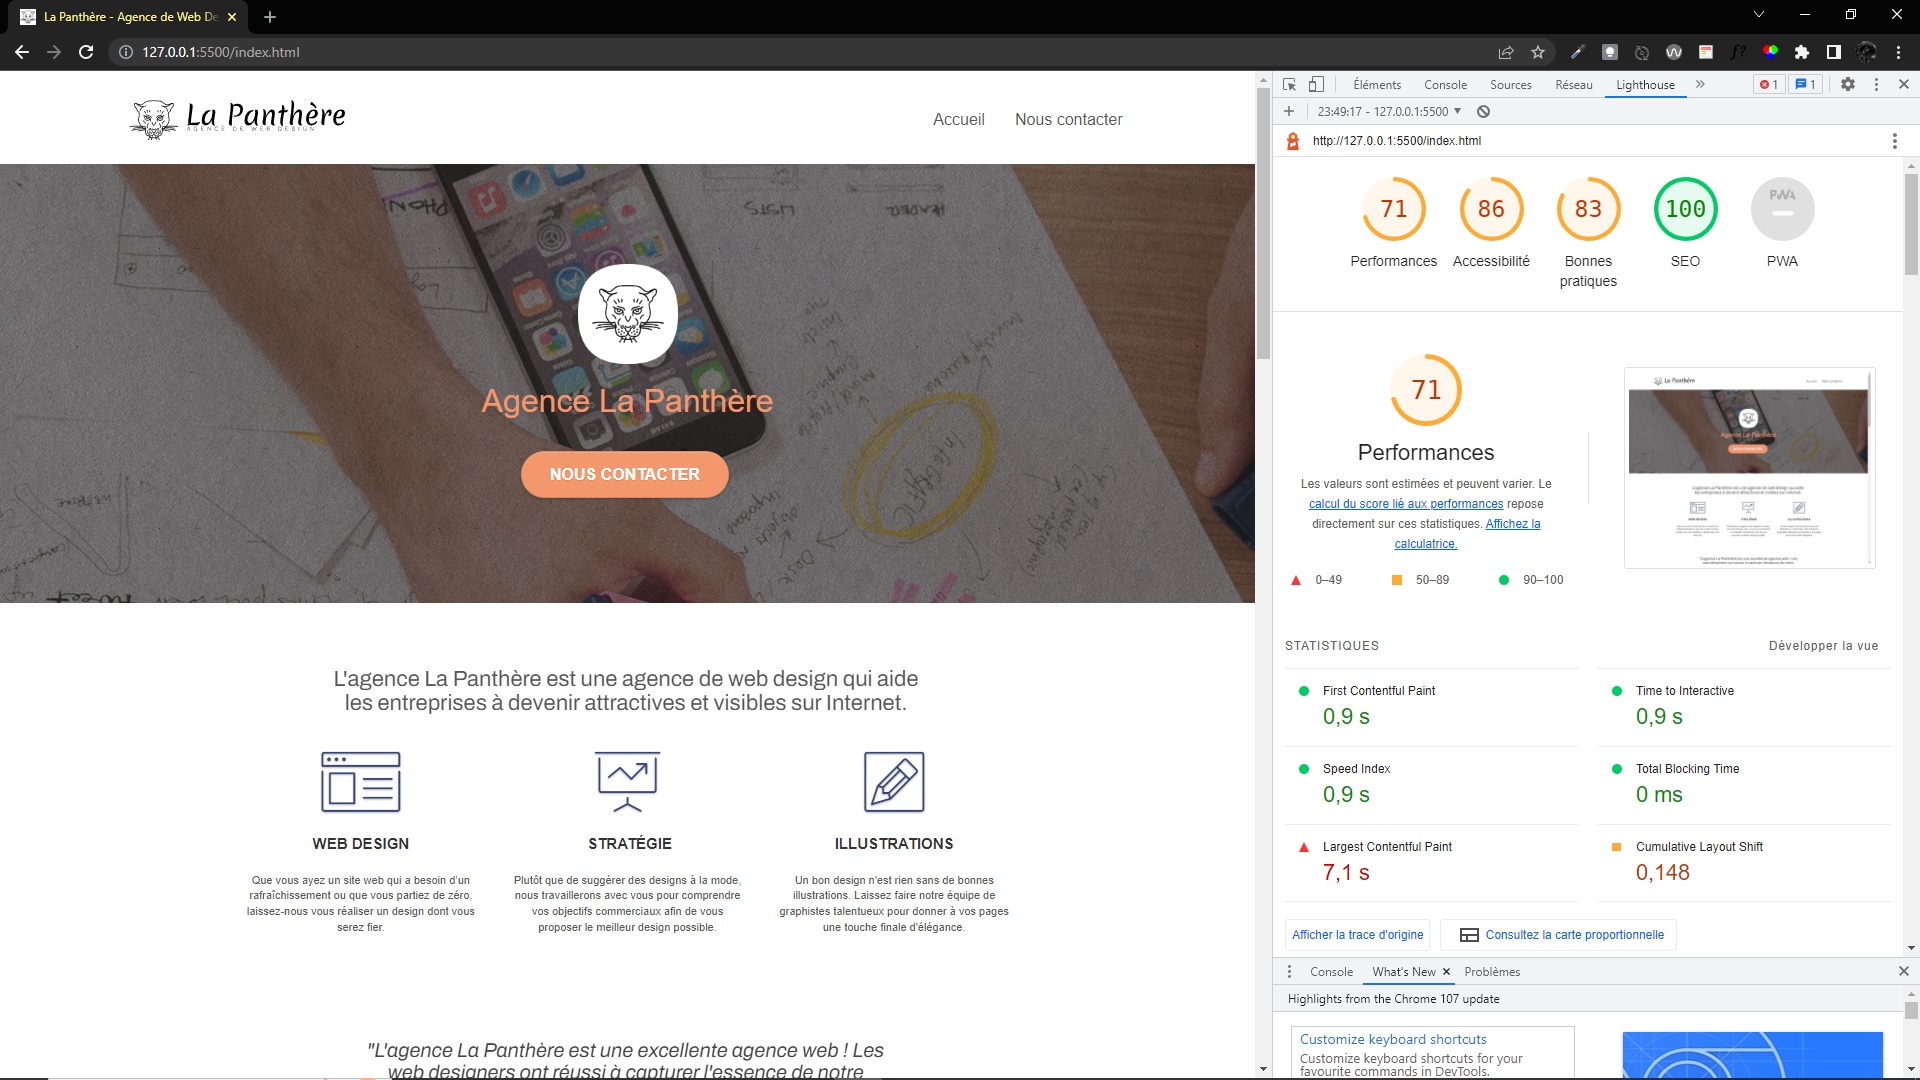 La Panthère - Agence de Web De
127.0.0.1:5500/index.html
La Panthère
AGENCE DE WEB DESIGN
Accueil
Nous contacter
Agence La Panthère
NOUS CONTACTER
L'agence La Panthère est une agence de web design qui aide
les entreprises à devenir attractives et visibles sur Internet.
WEB DESIGN
Que vous ayez un site web qui a besoin d'un
rafraîchissement ou que vous partiez de zéro,
laissez-nous vous réaliser un design dont vous
serez fier.
STRATÉGIE
Plutôt que de suggérer des designs à la mode,
nous travaillerons avec vous pour comprendre
vos objectifs commerciaux afin de vous
proposer le meilleur design possible.
ILLUSTRATIONS
Un bon design n'est rien sans de bonnes
illustrations. Laissez faire notre équipe de
graphistes talentueux pour donner à vos pages
une touche finale d'élégance.
"L'agence La Panthère est une excellente agence web ! Les
web designers ont réussi à capturer l'essence de notre
Éléments
Console
Sources
Réseau
Lighthouse
1
1
23:49:17 - 127.0.0.1:5500
http://127.0.0.1:5500/index.html
71
86
83
100
PWA
Performances
Accessibilité
Bonnes
pratiques
SEO
PWA
71
Performances
Les valeurs sont estimées et peuvent varier. Le
calcul du score lié aux performances repose
directement sur ces statistiques. Affichez la
calculatrice.
0–49
50–89
90–100
STATISTIQUES
Développer la vue
First Contentful Paint
0,9 s
Time to Interactive
0,9 s
Speed Index
0,9 s
Total Blocking Time
0 ms
Largest Contentful Paint
7,1 s
Cumulative Layout Shift
0,148
Afficher la trace d'origine
Consultez la carte proportionnelle
Console
What's New
Problèmes
Highlights from the Chrome 107 update
Customize keyboard shortcuts
Customize keyboard shortcuts for your
favourite commands in DevTools.